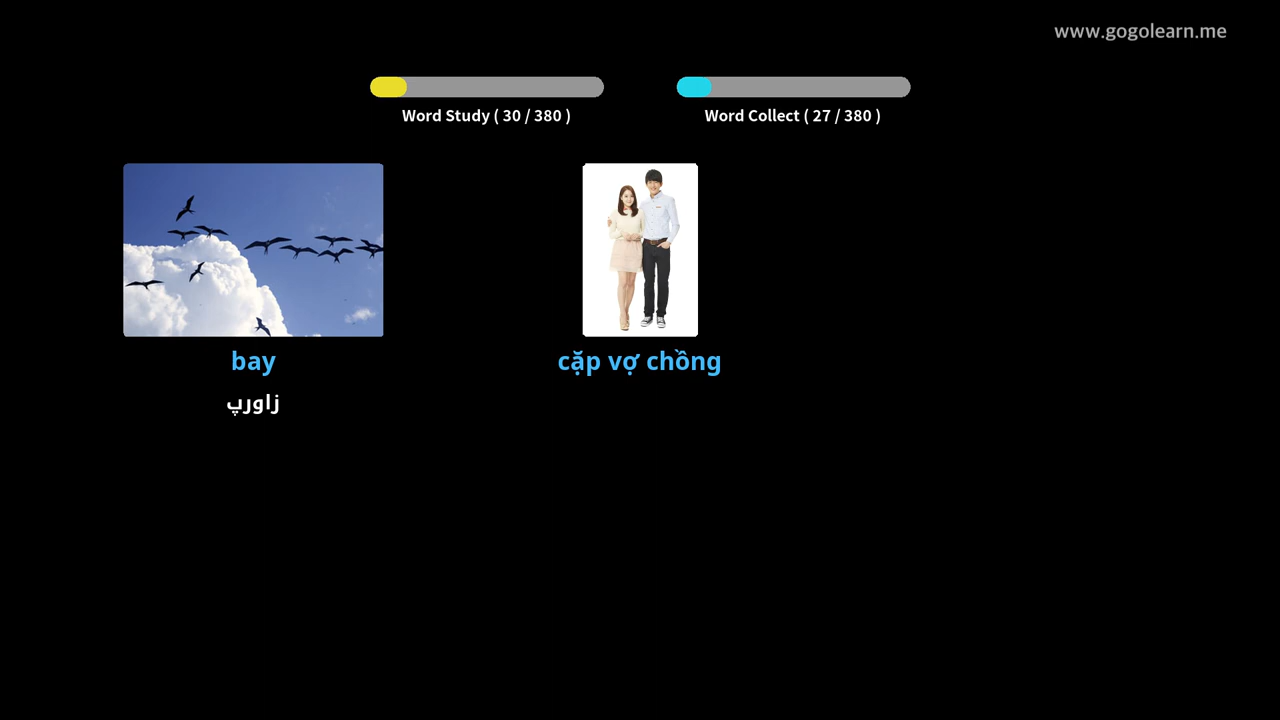 www.gogolearn.me
Word Study ( 30 / 380 )
Word Collect ( 27 / 380 )
bay
زاورپ
cặp vợ chồng